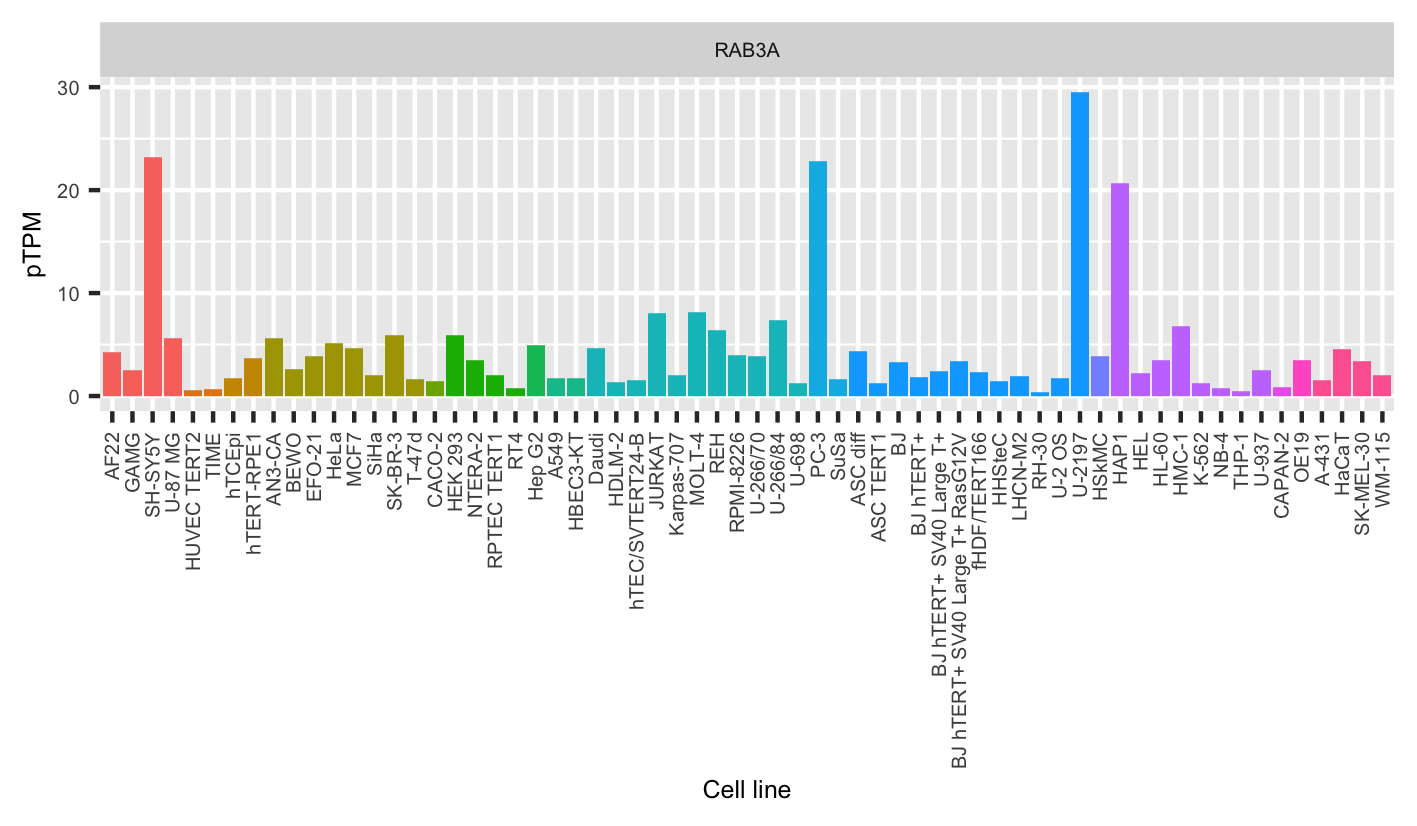 RAB3A
pTPM
30
20
10
0
AF22
GAMG
SH-SY5Y
U-87 MG
HUVEC TERT2
TIME
hTCEpi
hTERT-RPE1
AN3-CA
BEWO
EFO-21
HeLa
MCF7
SiHa
SK-BR-3
T-47d
CACO-2
HEK 293
NTERA-2
RPTEC TERT1
RT4
Hep G2
A549
HBEC3-KT
Daudi
HDLM-2
hTEC/SVTERT24-B
JURKAT
Karpas-707
MOLT-4
REH
RPMI-8226
U-266/70
U-266/84
U-698
PC-3
SuSa
ASC diff
ASC TERT1
BJ
BJ hTERT+
BJ hTERT+ SV40 Large T+
BJ hTERT+ SV40 Large T+ RasG12V
fHDF/TERT166
HHSteC
LHCN-M2
RH-30
U-2 OS
U-2197
HSkMC
HAP1
HEL
HL-60
HMC-1
K-562
NB-4
THP-1
U-937
CAPAN-2
OE19
A-431
HaCaT
SK-MEL-30
WM-115
Cell line